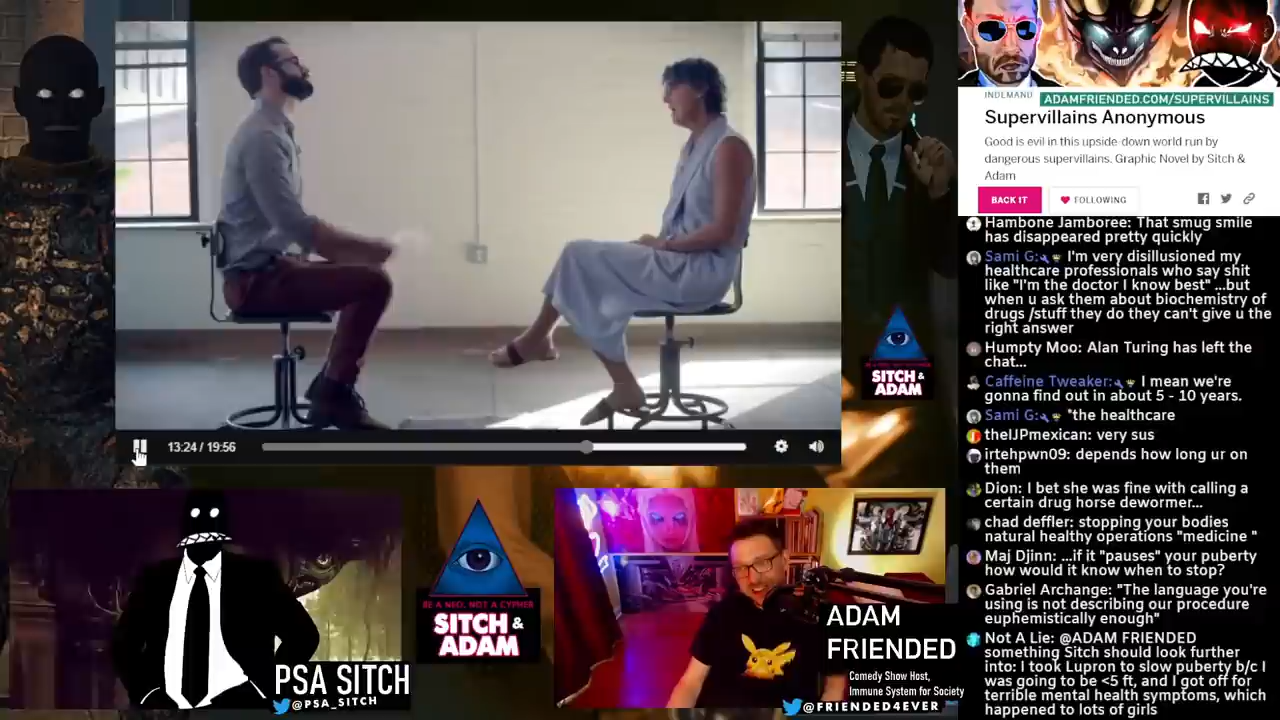 INDEMAND
ADAMFRIENDED.COM/SUPERVILLAINS
Supervillains Anonymous
Good is evil in this upside-down world run by
dangerous supervillains. Graphic Novel by Sitch &
Adam
BACK IT
FOLLOWING
Hambone Jamboree: That smug smile
has disappeared pretty quickly
Sami G: I'm very disillusioned my
healthcare professionals who say shit
like "I'm the doctor I know best" ...but
when u ask them about biochemistry of
drugs /stuff they do they can't give u the
right answer
Humpty Moo: Alan Turing has left the
chat...
Caffeine Tweaker: I mean we're
gonna find out in about 5 - 10 years.
Sami G: *the healthcare
theIJPmexican: very sus
irtehpwn09: depends how long ur on
them
Dion: I bet she was fine with calling a
certain drug horse dewormer...
chad deffler: stopping your bodies
natural healthy operations "medicine "
Maj Djinn: ...if it "pauses" your puberty
how would it know when to stop?
Gabriel Archange: "The language you're
using is not describing our procedure
euphemistically enough"
Not A Lie: @ADAM FRIENDED
something Sitch should look further
into: I took Lupron to slow puberty b/c I
was going to be <5 ft, and I got off for
terrible mental health symptoms, which
happened to lots of girls
SITCH &
ADAM
13:24 / 19:56
BE A NEO, NOT A CYPHER
SITCH &
ADAM
PSA SITCH
@PSA_SITCH
ADAM
FRIENDED
Comedy Show Host,
Immune System for Society
@FRIENDED4EVER